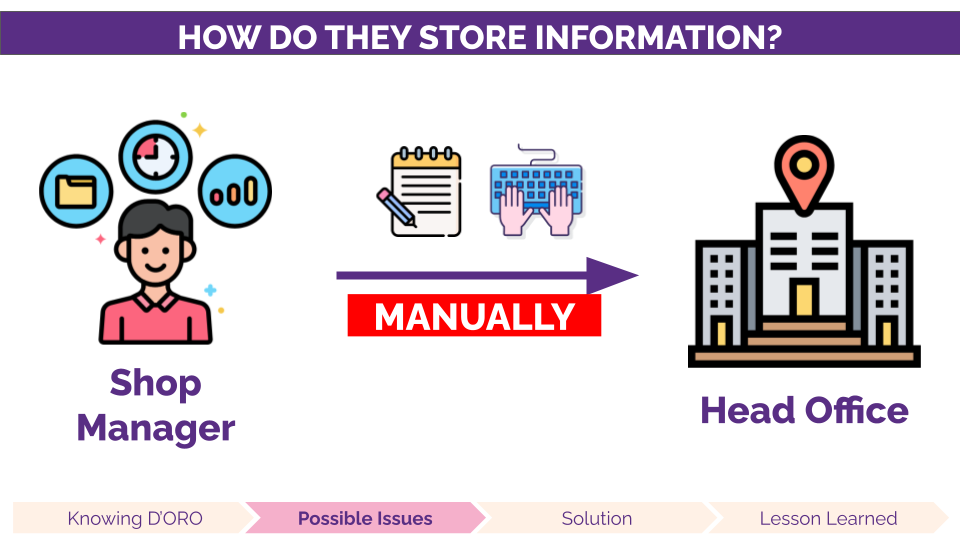 HOW DO THEY STORE INFORMATION?
MANUALLY
Shop
Manager
Head Office
Knowing D'ORO
Possible Issues
Solution
Lesson Learned